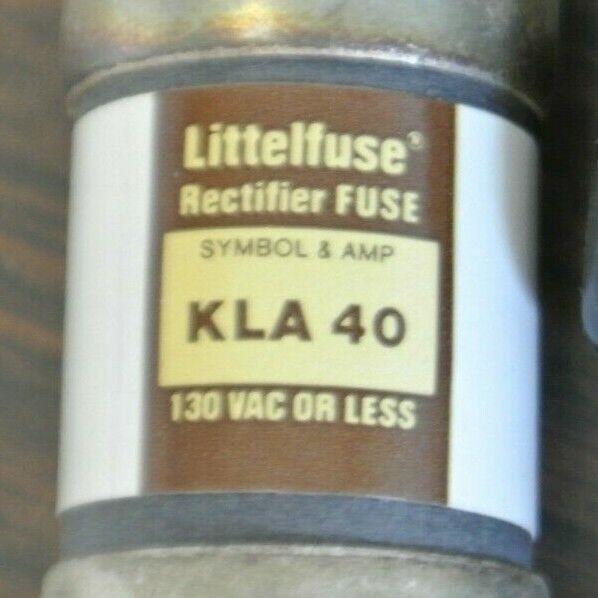 Littelfuse®
Rectifier FUSE
SYMBOL & AMP
KLA 40
130 VAC OR LESS